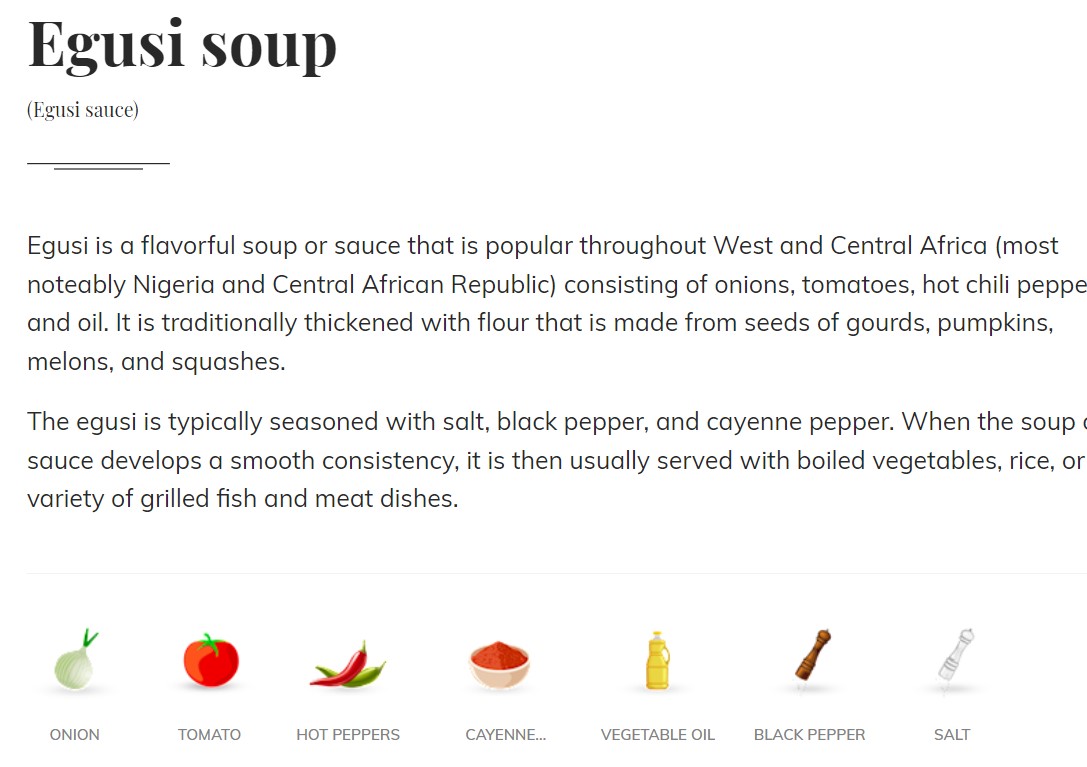 Egusi soup
(Egusi sauce)
Egusi is a flavorful soup or sauce that is popular throughout West and Central Africa (most
noteably Nigeria and Central African Republic) consisting of onions, tomatoes, hot chili peppe
and oil. It is traditionally thickened with flour that is made from seeds of gourds, pumpkins,
melons, and squashes.
The egusi is typically seasoned with salt, black pepper, and cayenne pepper. When the soup
sauce develops a smooth consistency, it is then usually served with boiled vegetables, rice, or
variety of grilled fish and meat dishes.
ONION
TOMATO
HOT PEPPERS
CAYENNE...
VEGETABLE OIL
BLACK PEPPER
SALT